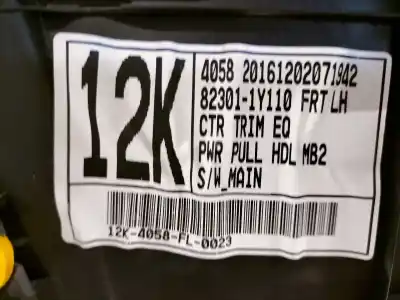 12K
4058 20161202071942
82301-1Y110 FRT LH
CTR TRIM EQ
PWR PULL HDL MB2
S/W_MAIN
12K-4058-FL-0023